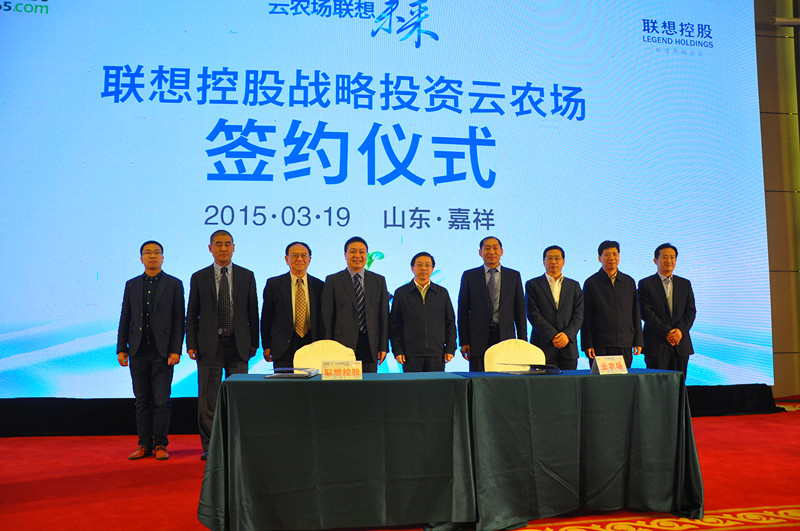 5.com
云农场联想未来
联想控股
LEGEND HOLDINGS
联想控股战略投资云农场
签约仪式
2015·03·19 山东·嘉祥
联想控股
云农场